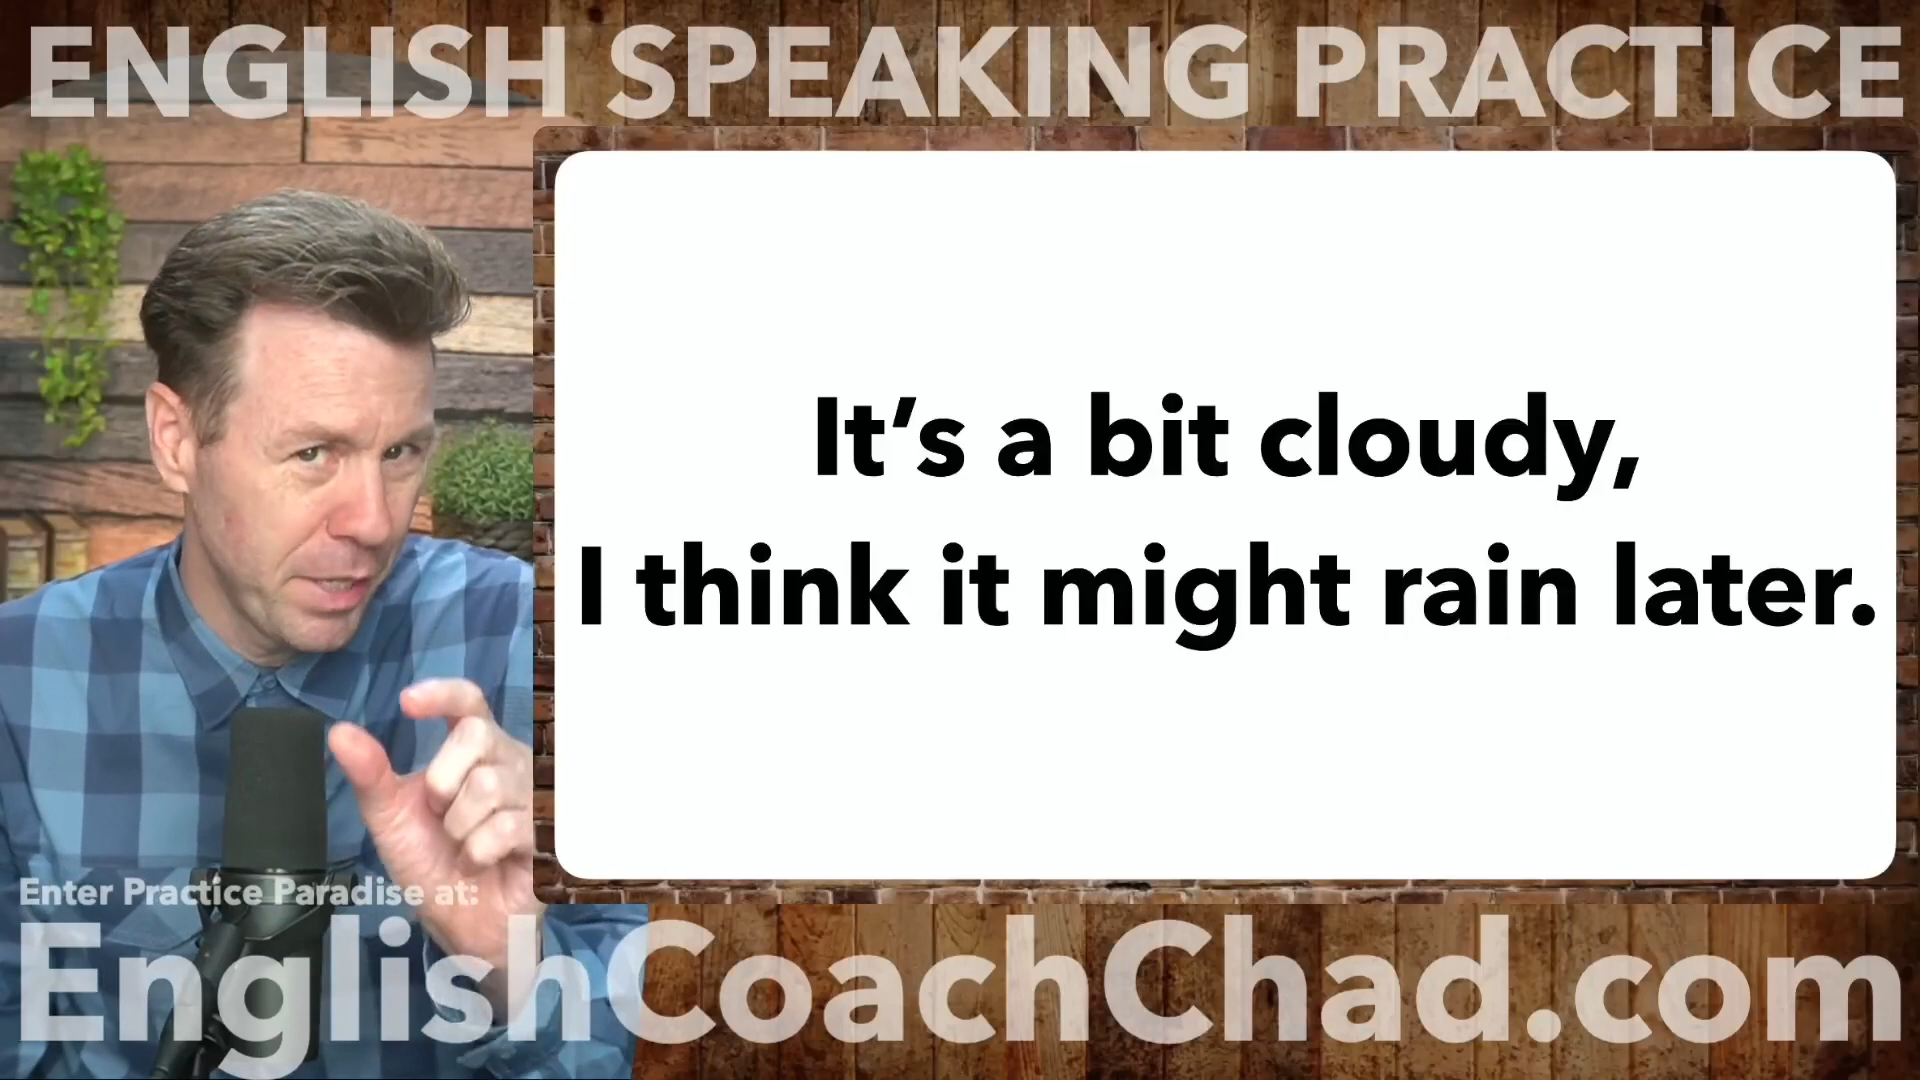 ENGLISH SPEAKING PRACTICE
It’s a bit cloudy,
I think it might rain later.
Enter Practice Paradise at:
EnglishCoachChad.com